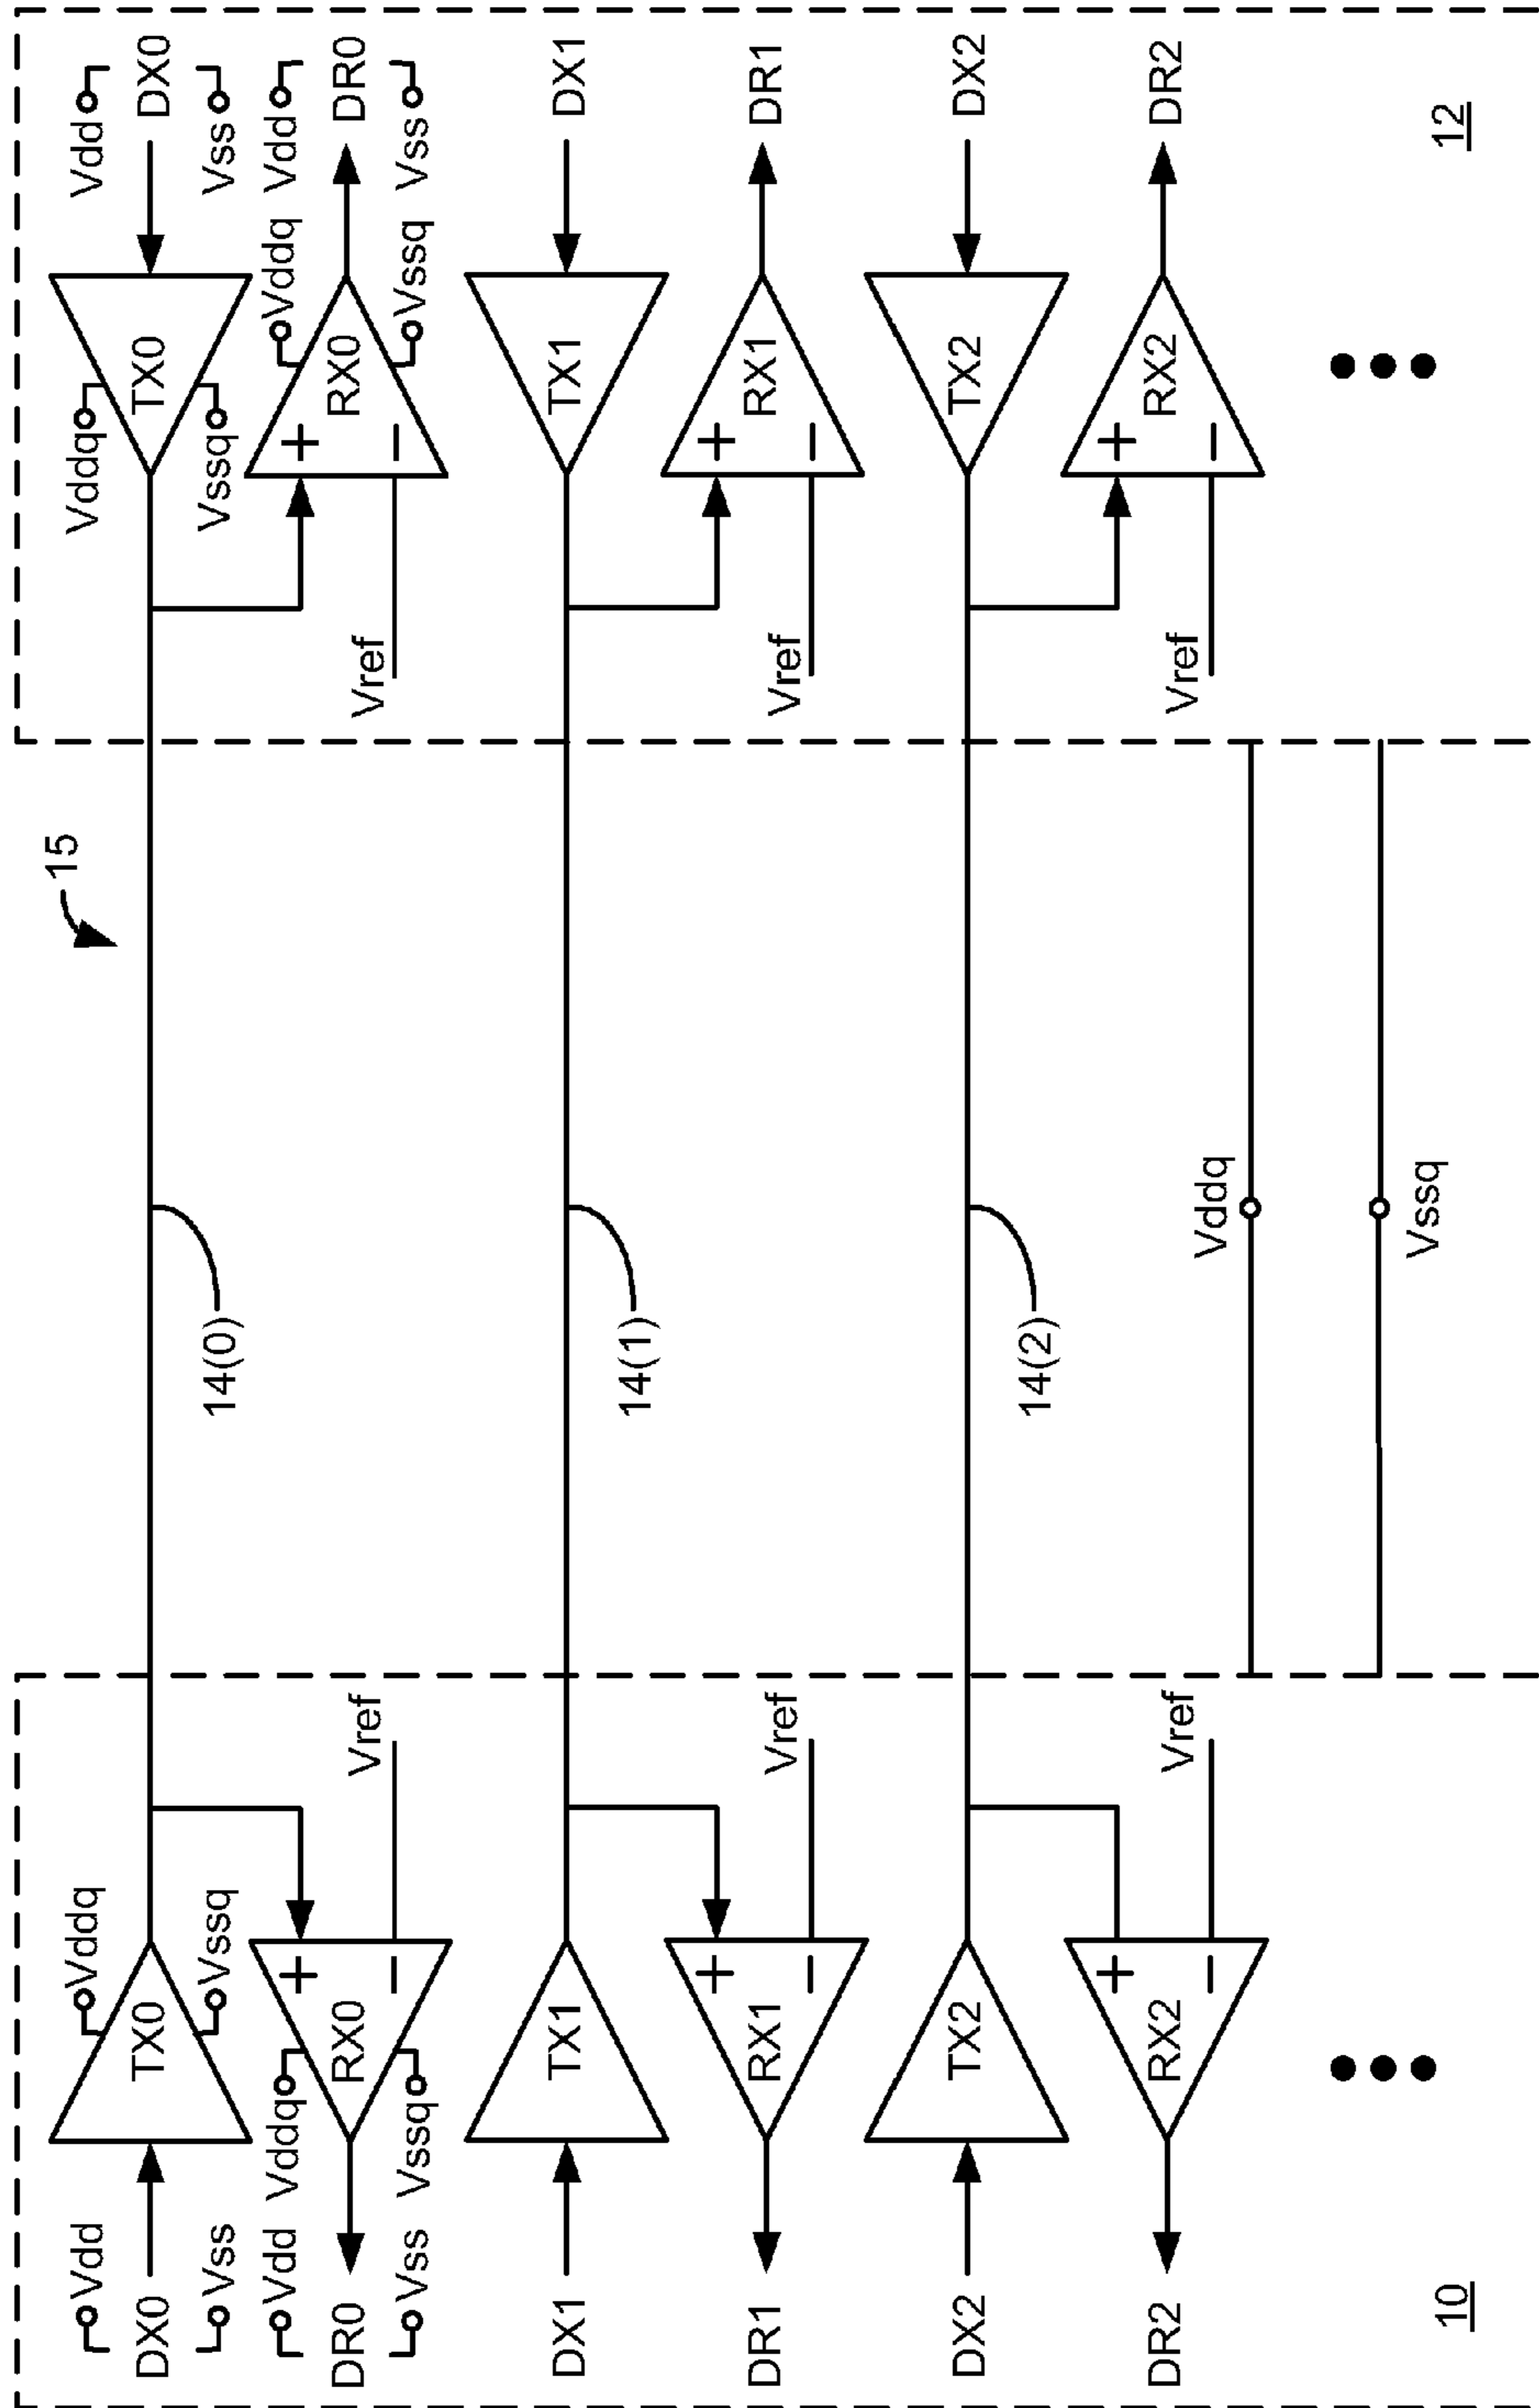 DX0
Vdd
Vss
Vddq
Vssq
TX0
DR0
Vdd
Vss
Vddq
Vssq
RX0
+
−
Vref
DX1
TX1
DR1
RX1
+
−
Vref
DX2
TX2
DR2
RX2
+
−
Vref
10
15
14(0)
14(1)
14(2)
Vddq
Vssq
Vddq
Vssq
TX0
Vdd
Vss
DX0
Vref
+
−
RX0
Vddq
Vssq
Vdd
Vss
DR0
TX1
DX1
Vref
+
−
RX1
DR1
TX2
DX2
Vref
+
−
RX2
DR2
12